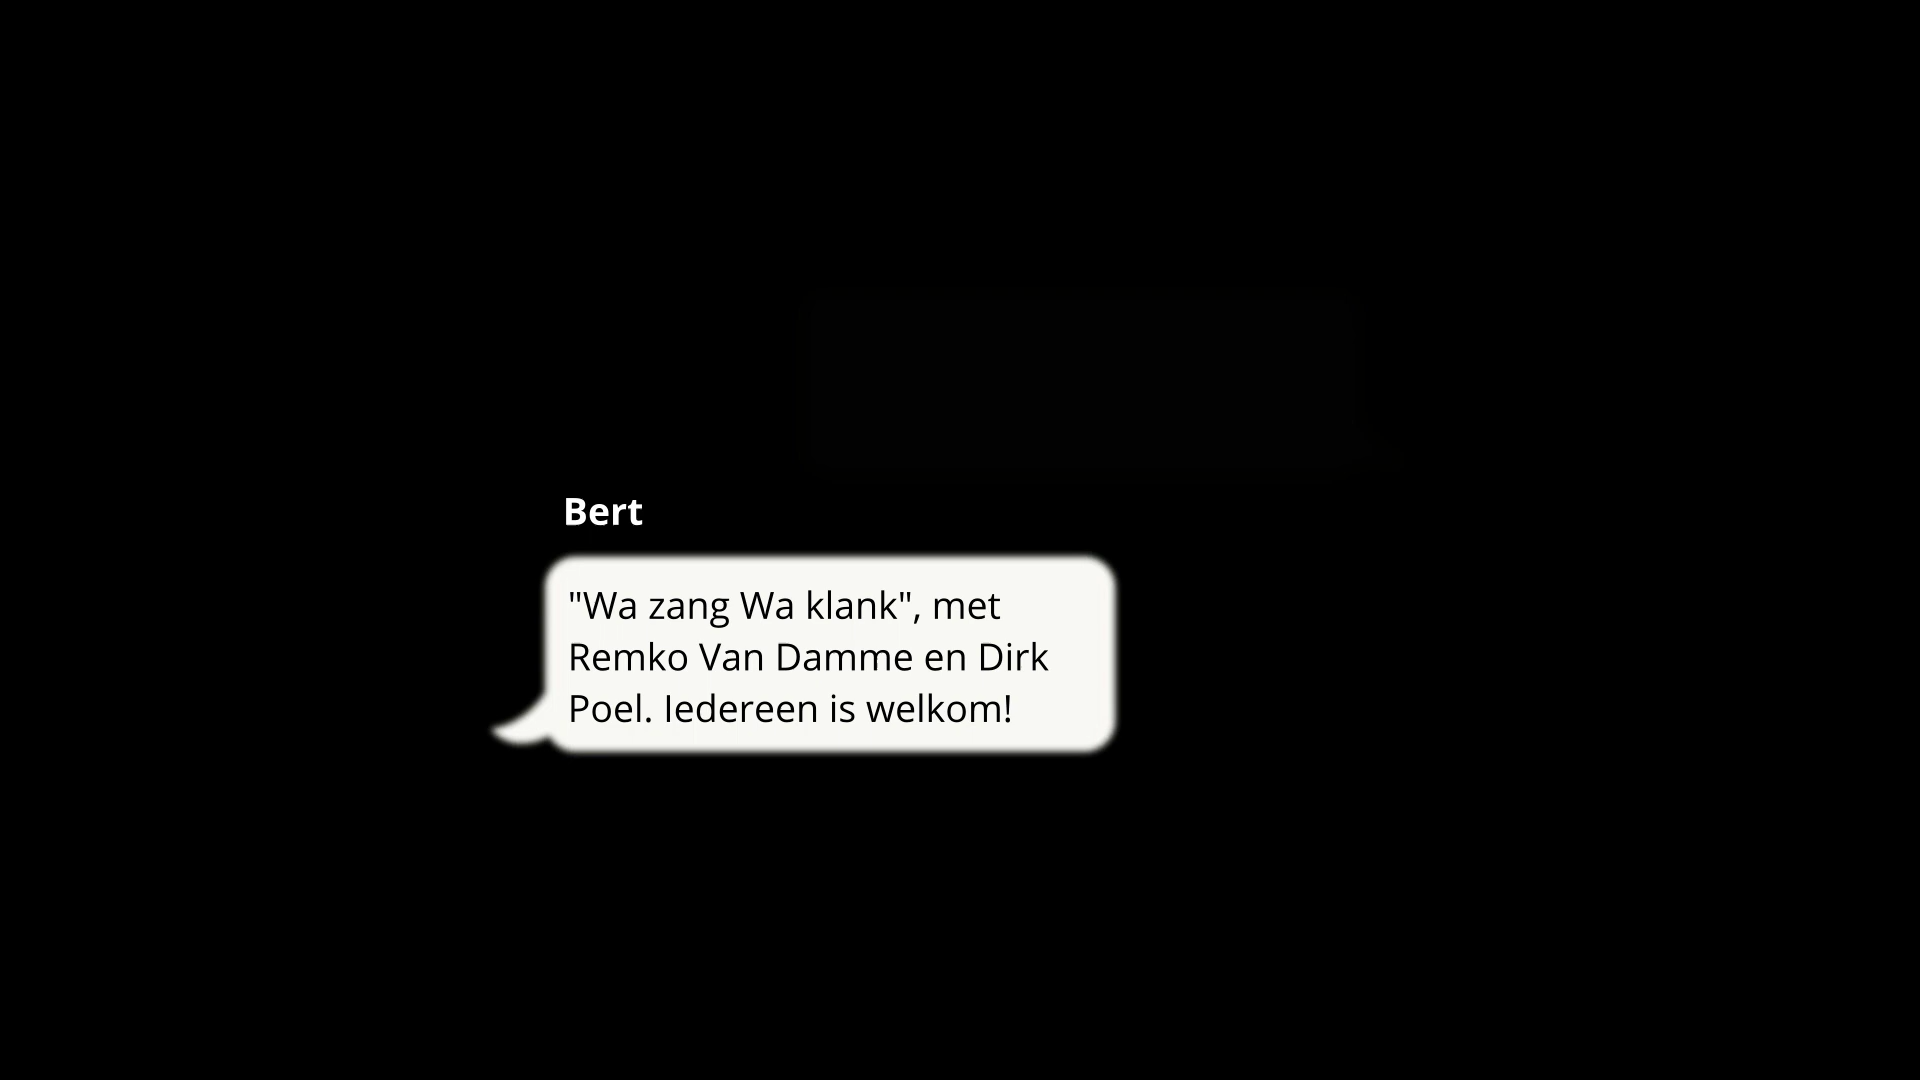 Bert
"Wa zang Wa klank", met
Remko Van Damme en Dirk
Poel. Iedereen is welkom!